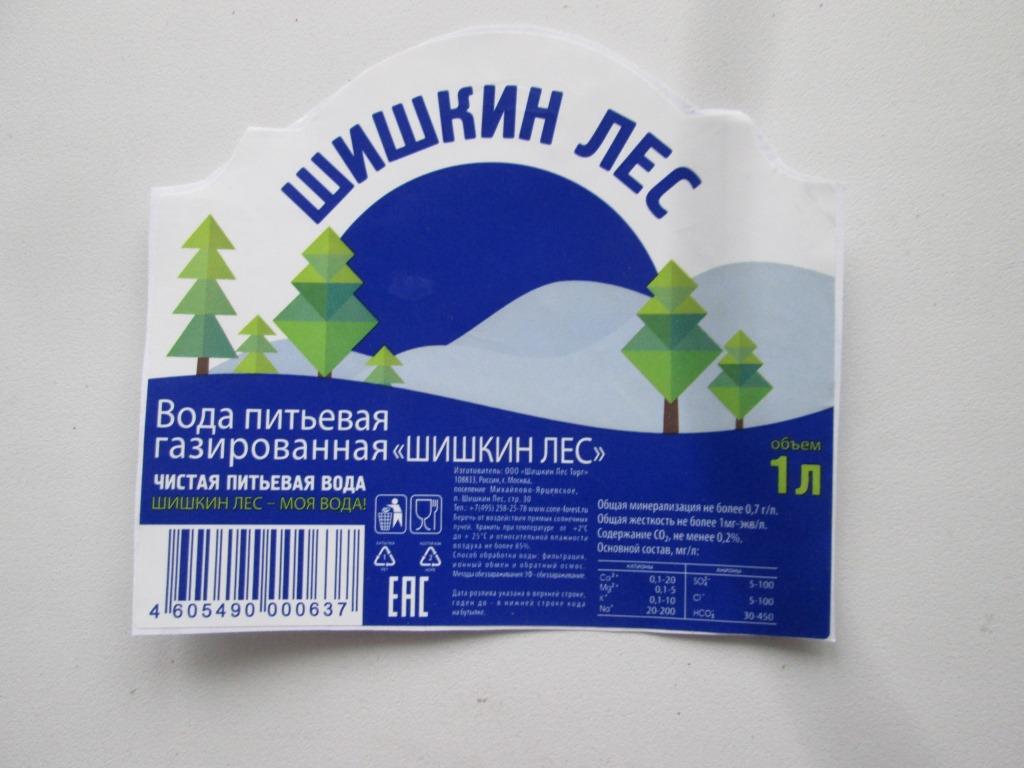 ШИШКИН ЛЕС
Вода питьевая
газированная «ШИШКИН ЛЕС»
ЧИСТАЯ ПИТЬЕВАЯ ВОДА
ШИШКИН ЛЕС – МОЯ ВОДА!
объем
1л
4 605490 000637
EAC
Изготовитель: ООО «Шишкин Лес Торг»
108833, Россия, г. Москва,
поселение Михайлово-Ярцевское,
п. Шишкин Лес, стр. 30
Тел.: +7(495) 258-25-78 www.cone-forest.ru
Беречь от воздействия прямых солнечных
лучей. Хранить при температуре от +2°С
до + 25°С и относительной влажности
воздуха не более 85%.
Способ обработки воды: фильтрация,
ионный обмен и обратный осмос.
Методы обеззараживания: УФ - обеззараживание.
Дата розлива указана в верхней строке,
годен до - в нижней строке кода
на бутылке.
Общая минерализация не более 0,7 г/л.
Общая жесткость не более 1мг-экв/л.
Содержание CO₂, не менее 0,2%,
Основной состав, мг/л:
КАТИОНЫ АНИОНЫ
Ca²⁺ 0,1-20 SO₄²⁻ 5-100
Mg²⁺ 0,1-5
K⁺ 0,1-10 Cl⁻ 5-100
Na⁺ 20-200 HCO₃⁻ 30-450